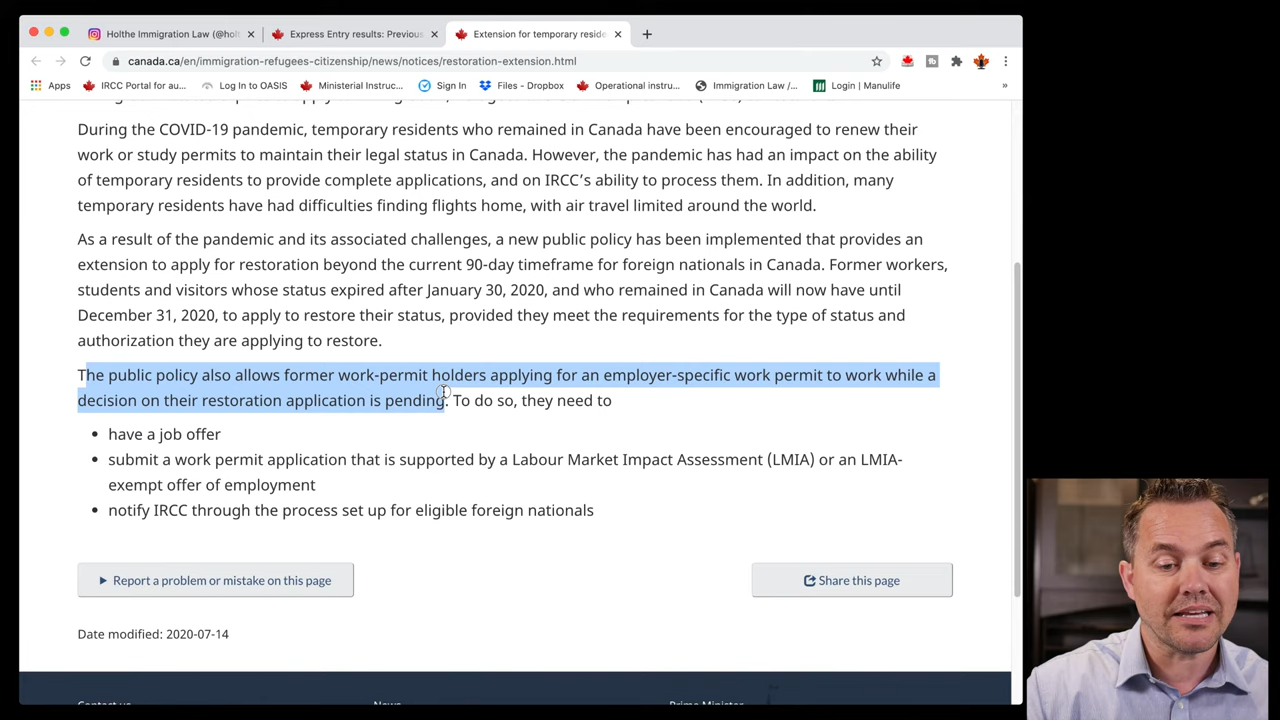 Holthe Immigration Law (@holt
Express Entry results: Previous
Extension for temporary reside
canada.ca/en/immigration-refugees-citizenship/news/notices/restoration-extension.html
Apps
IRCC Portal for au...
Log In to OASIS
Ministerial Instruc...
Sign In
Files - Dropbox
Operational instru...
Immigration Law /...
Login | Manulife
»
During the COVID-19 pandemic, temporary residents who remained in Canada have been encouraged to renew their
work or study permits to maintain their legal status in Canada. However, the pandemic has had an impact on the ability
of temporary residents to provide complete applications, and on IRCC’s ability to process them. In addition, many
temporary residents have had difficulties finding flights home, with air travel limited around the world.
As a result of the pandemic and its associated challenges, a new public policy has been implemented that provides an
extension to apply for restoration beyond the current 90-day timeframe for foreign nationals in Canada. Former workers,
students and visitors whose status expired after January 30, 2020, and who remained in Canada will now have until
December 31, 2020, to apply to restore their status, provided they meet the requirements for the type of status and
authorization they are applying to restore.
The public policy also allows former work-permit holders applying for an employer-specific work permit to work while a
decision on their restoration application is pending. To do so, they need to
• have a job offer
• submit a work permit application that is supported by a Labour Market Impact Assessment (LMIA) or an LMIA-
exempt offer of employment
• notify IRCC through the process set up for eligible foreign nationals
Report a problem or mistake on this page
Share this page
Date modified: 2020-07-14
Contact us
News
Prime Minister